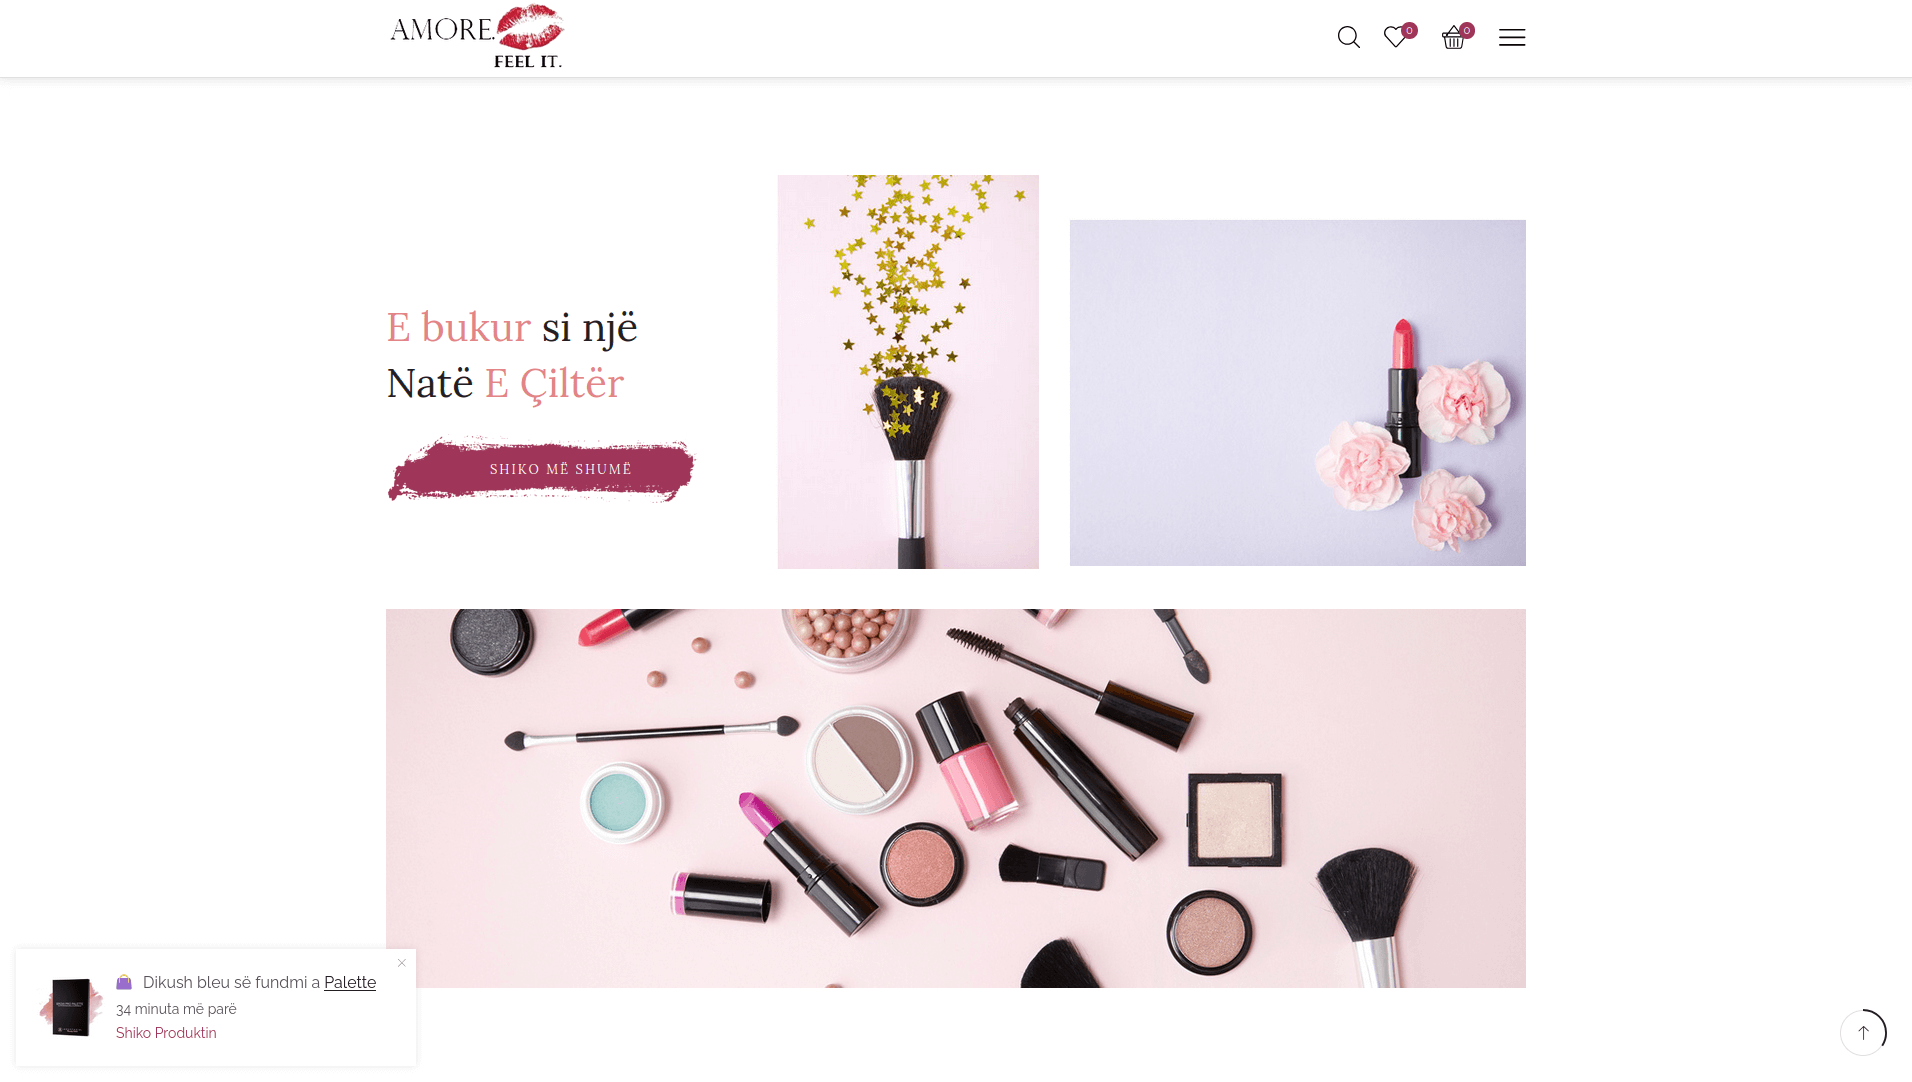 AMORE.
FEEL IT.
0
0
E bukur si një
Natë E Çiltër
SHIKO MË SHUMË
Dikush bleu së fundmi a Palette
34 minuta më parë
Shiko Produktin